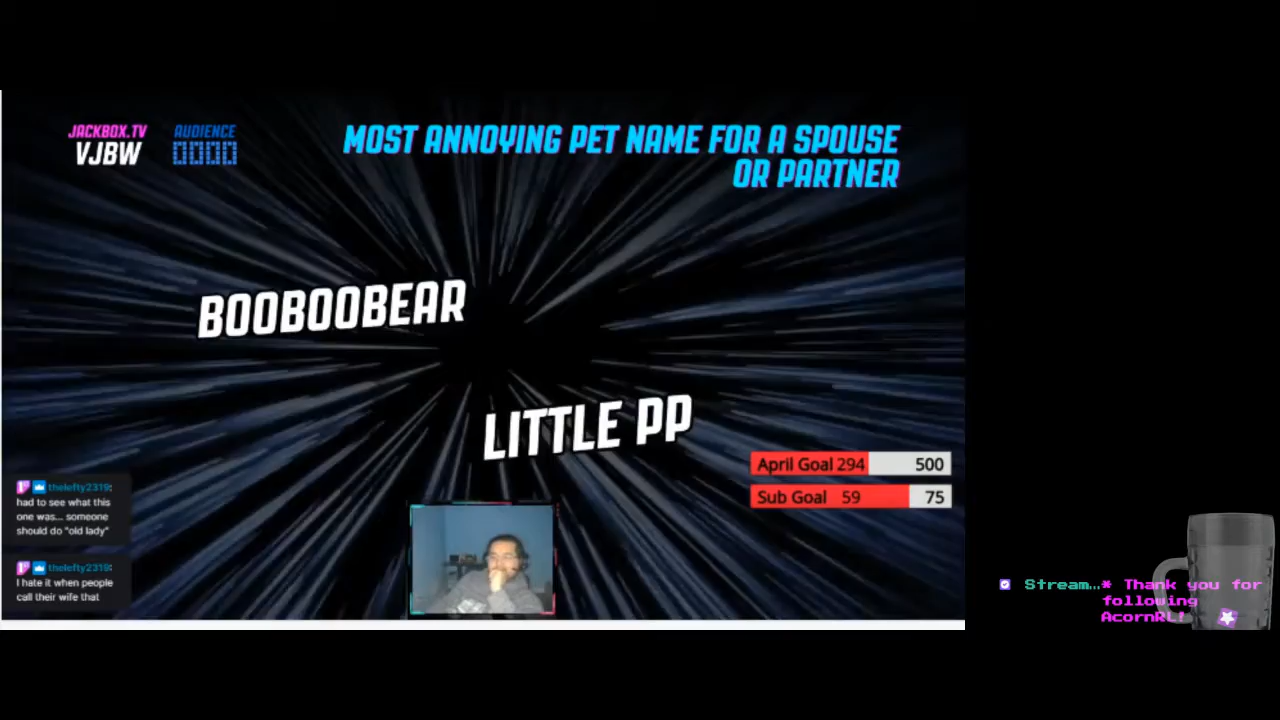 JACKBOX.TV
VJBW
AUDIENCE
0000
MOST ANNOYING PET NAME FOR A SPOUSE
OR PARTNER
BOOBOOBEAR
LITTLE PP
April Goal 294 500
Sub Goal 59 75
thelefty2319:
had to see what this
one was... someone
should do "old lady"
thelefty2319:
I hate it when people
call their wife that
Stream...* Thank you for
following
AcornRL!